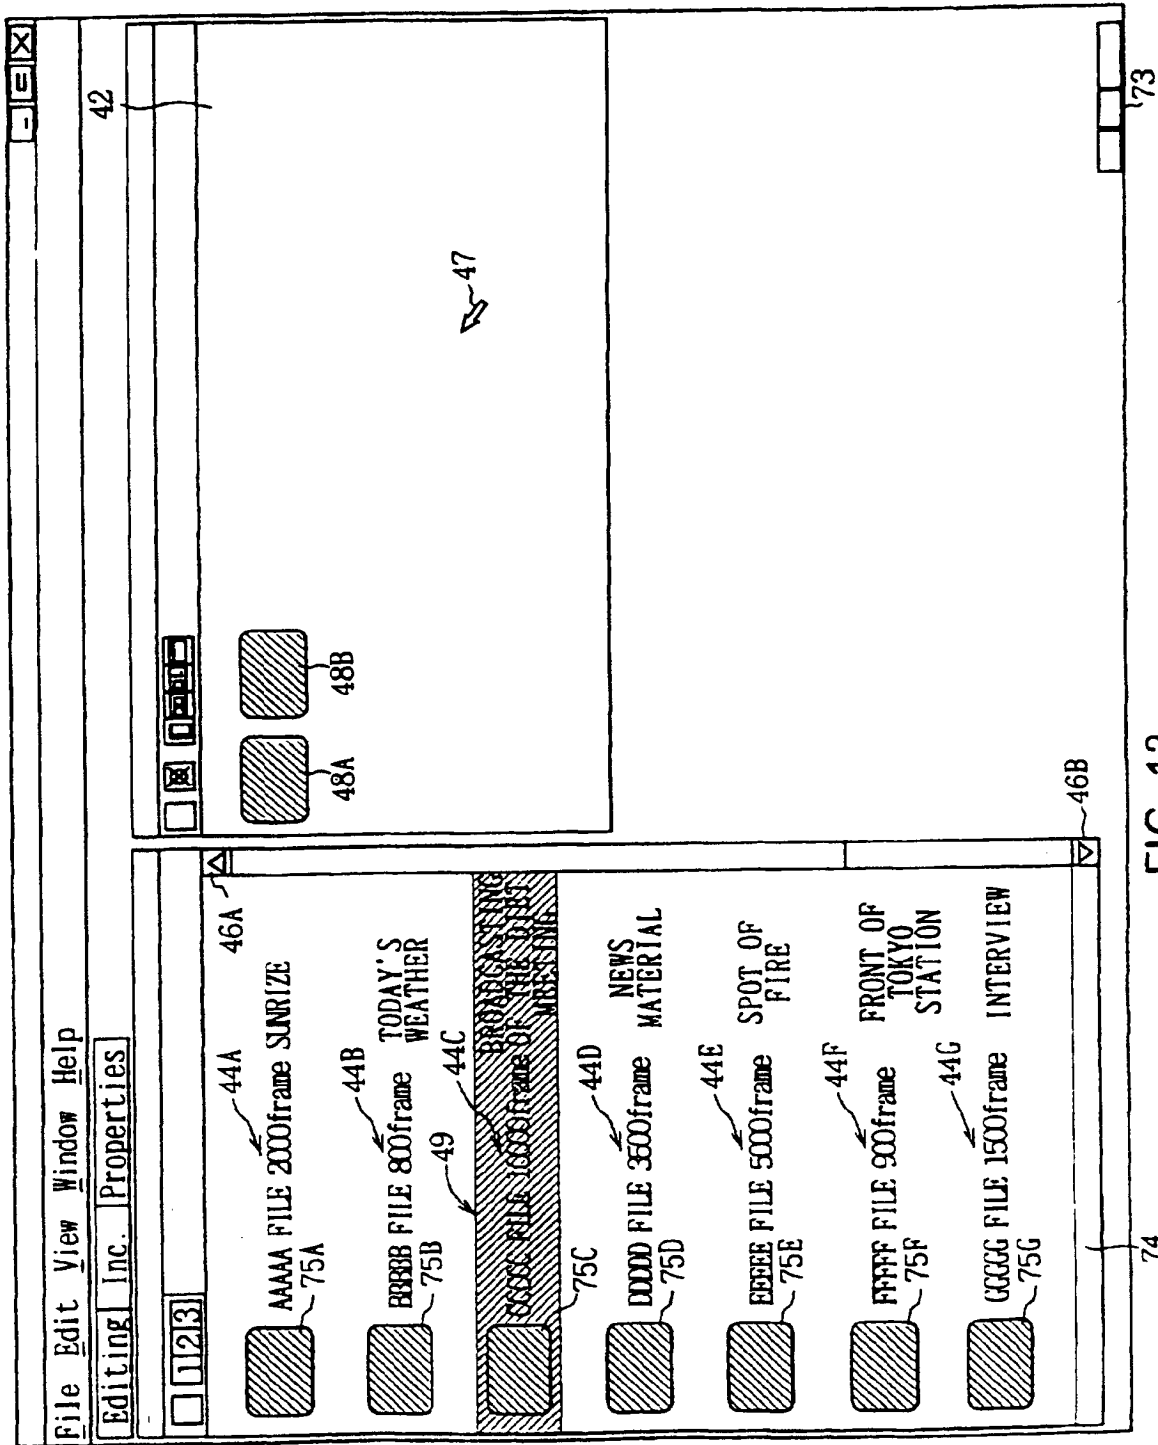 File Edit View Window Help
Editing Inc. Properties
1 2 3
42
46A
44A
AAAAA FILE 2000frame SUNRIZE
75A
44B
BBBBB FILE 800frame TODAY'S
WEATHER
75B
49
44C
BROADCASTING
CCCCC FILE 10000frame OF THE DIET
MEETING
75C
44D
DDDDD FILE 3500frame NEWS
MATERIAL
75D
44E
EEEEE FILE 5000frame SPOT OF
FIRE
75E
44F
FFFFF FILE 900frame FRONT OF
TOKYO
STATION
75F
44G
GGGGG FILE 1500frame INTERVIEW
75G
48A 48B
47
46B
74
73